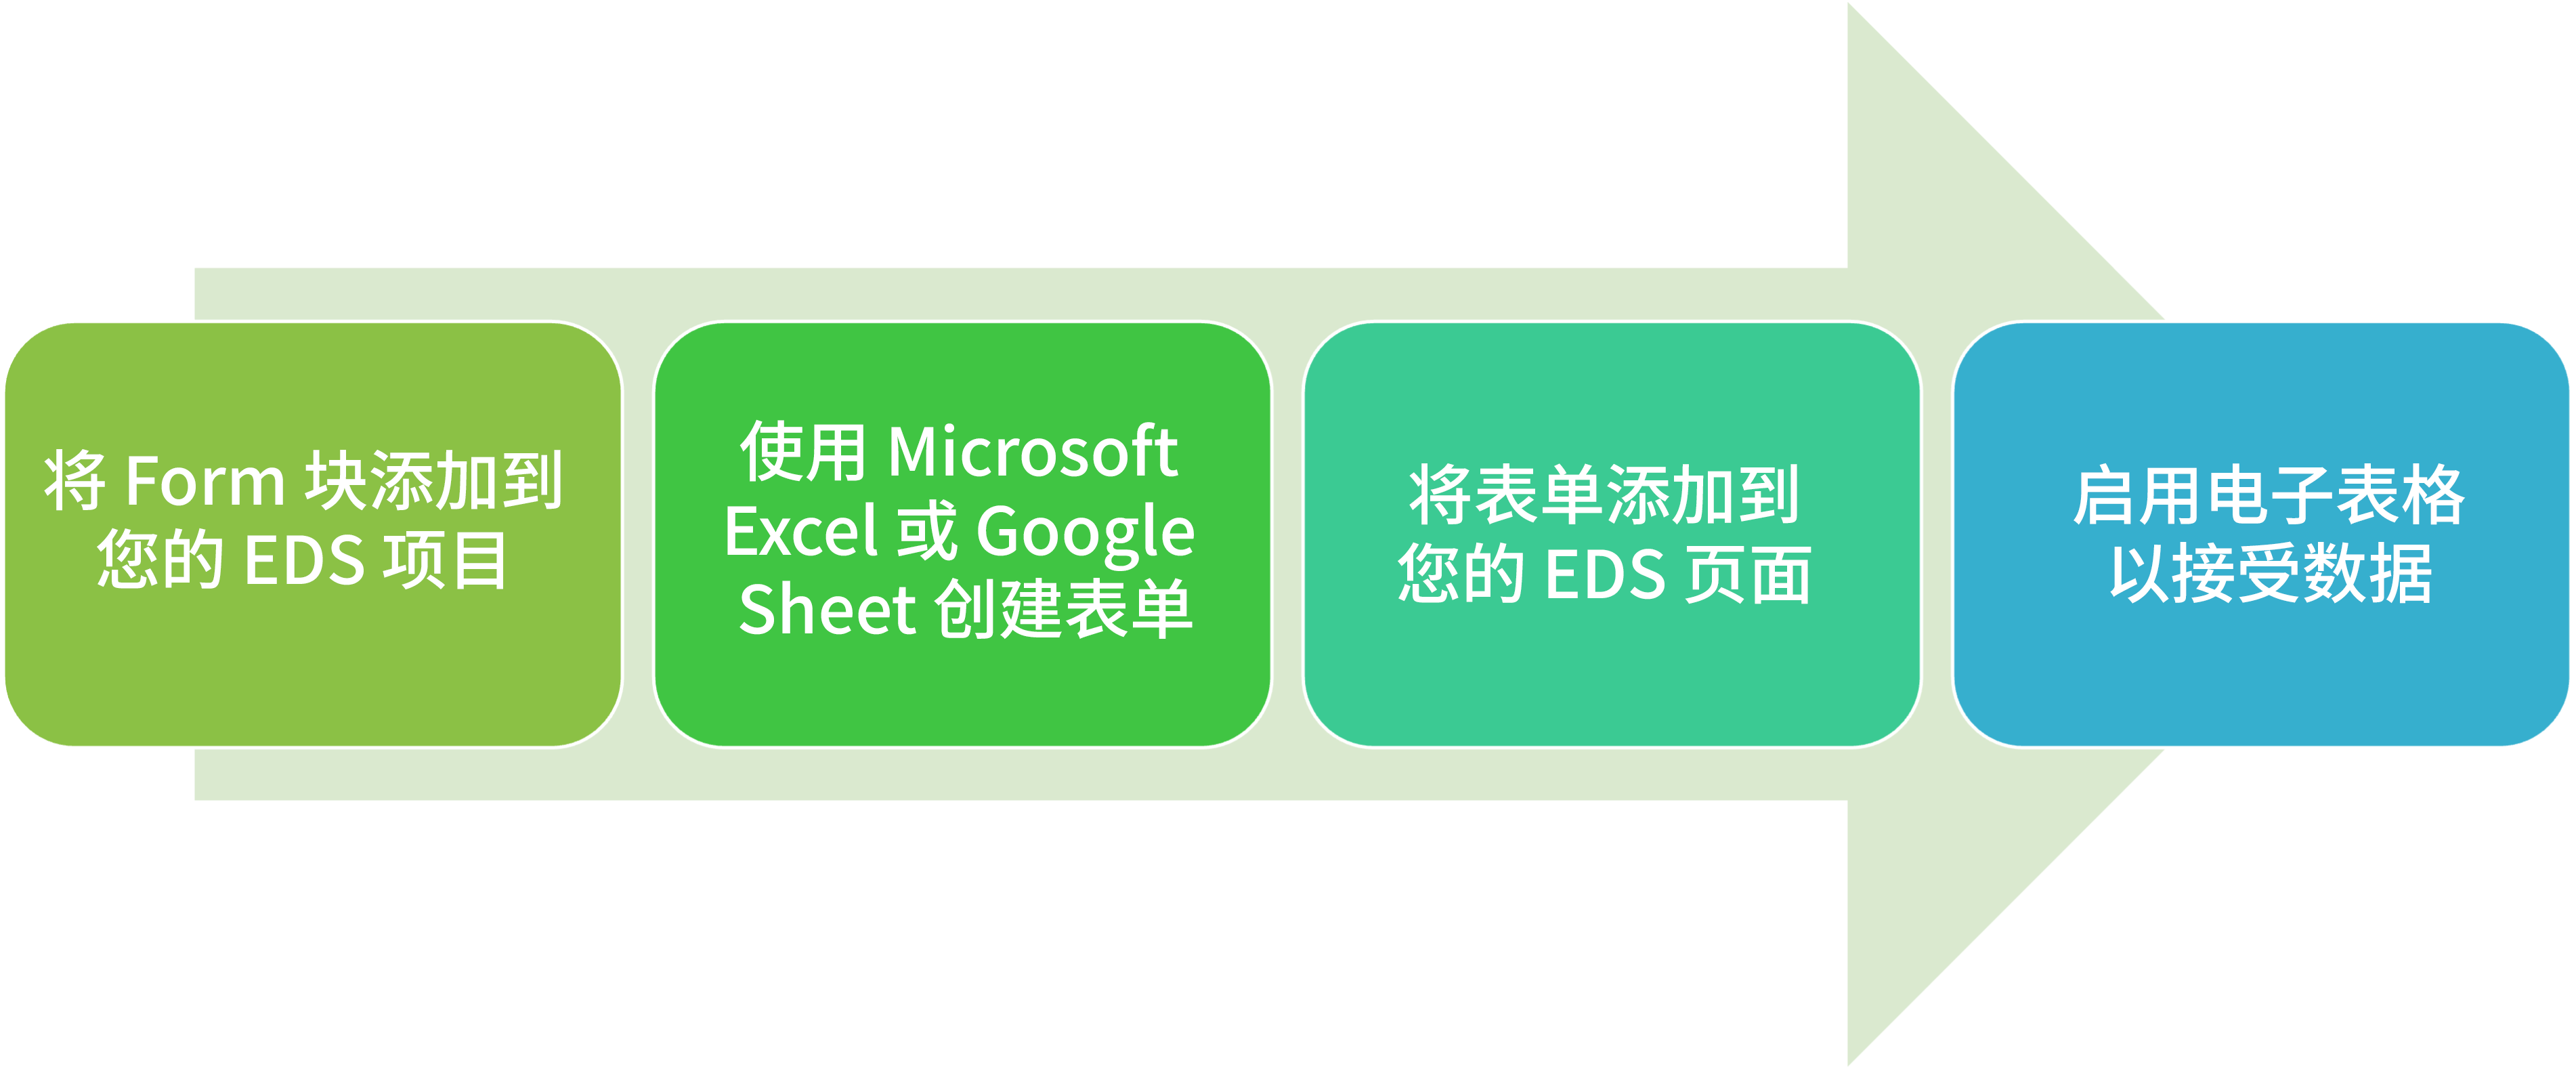 将 Form 块添加到
您的 EDS 项目
使用 Microsoft
Excel 或 Google
Sheet 创建表单
将表单添加到
您的 EDS 页面
启用电子表格
以接受数据